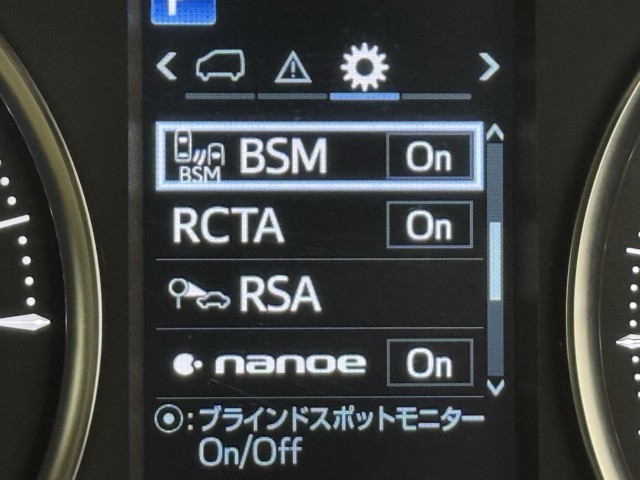 BSM BSM On
RCTA On
RSA
nanoe On
◉:ブラインドスポットモニター
On/Off